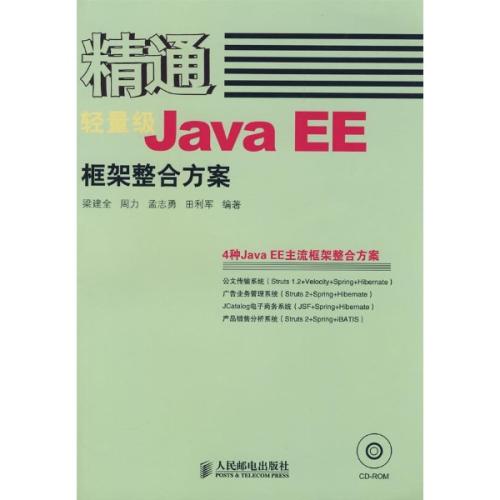 精通
轻量级 Java EE
框架整合方案
梁建全 周力 孟志勇 田利军 编著
4种Java EE主流框架整合方案
公文传输系统(Struts 1.2+Velocity+Spring+Hibernate)
广告业务管理系统(Struts 2+Spring+Hibernate)
JCatalog电子商务系统(JSF+Spring+Hibernate)
产品销售分析系统(Struts 2+Spring+iBATIS)
人民邮电出版社
POSTS & TELECOM PRESS
CD-ROM